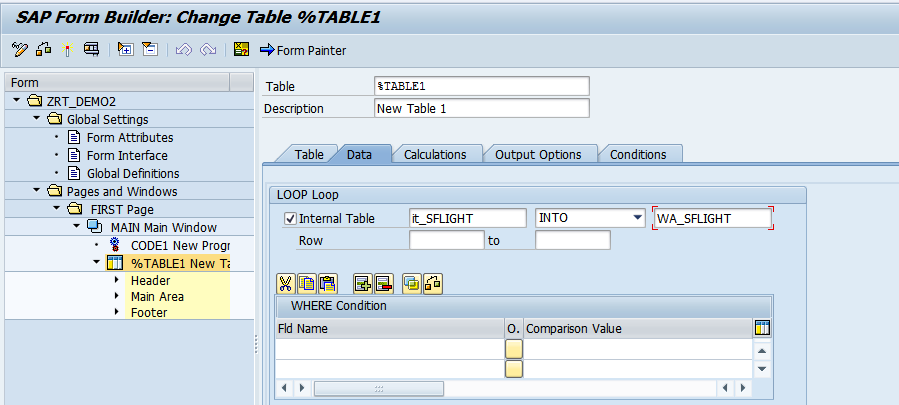 SAP Form Builder: Change Table %TABLE1
Form Painter
Form
ZRT_DEMO2
Global Settings
Form Attributes
Form Interface
Global Definitions
Pages and Windows
FIRST Page
MAIN Main Window
CODE1 New Progr
%TABLE1 New Ta
Header
Main Area
Footer
Table %TABLE1
Description New Table 1
Table Data Calculations Output Options Conditions
LOOP Loop
Internal Table it_SFLIGHT INTO WA_SFLIGHT
Row to
WHERE Condition
Fld Name O. Comparison Value